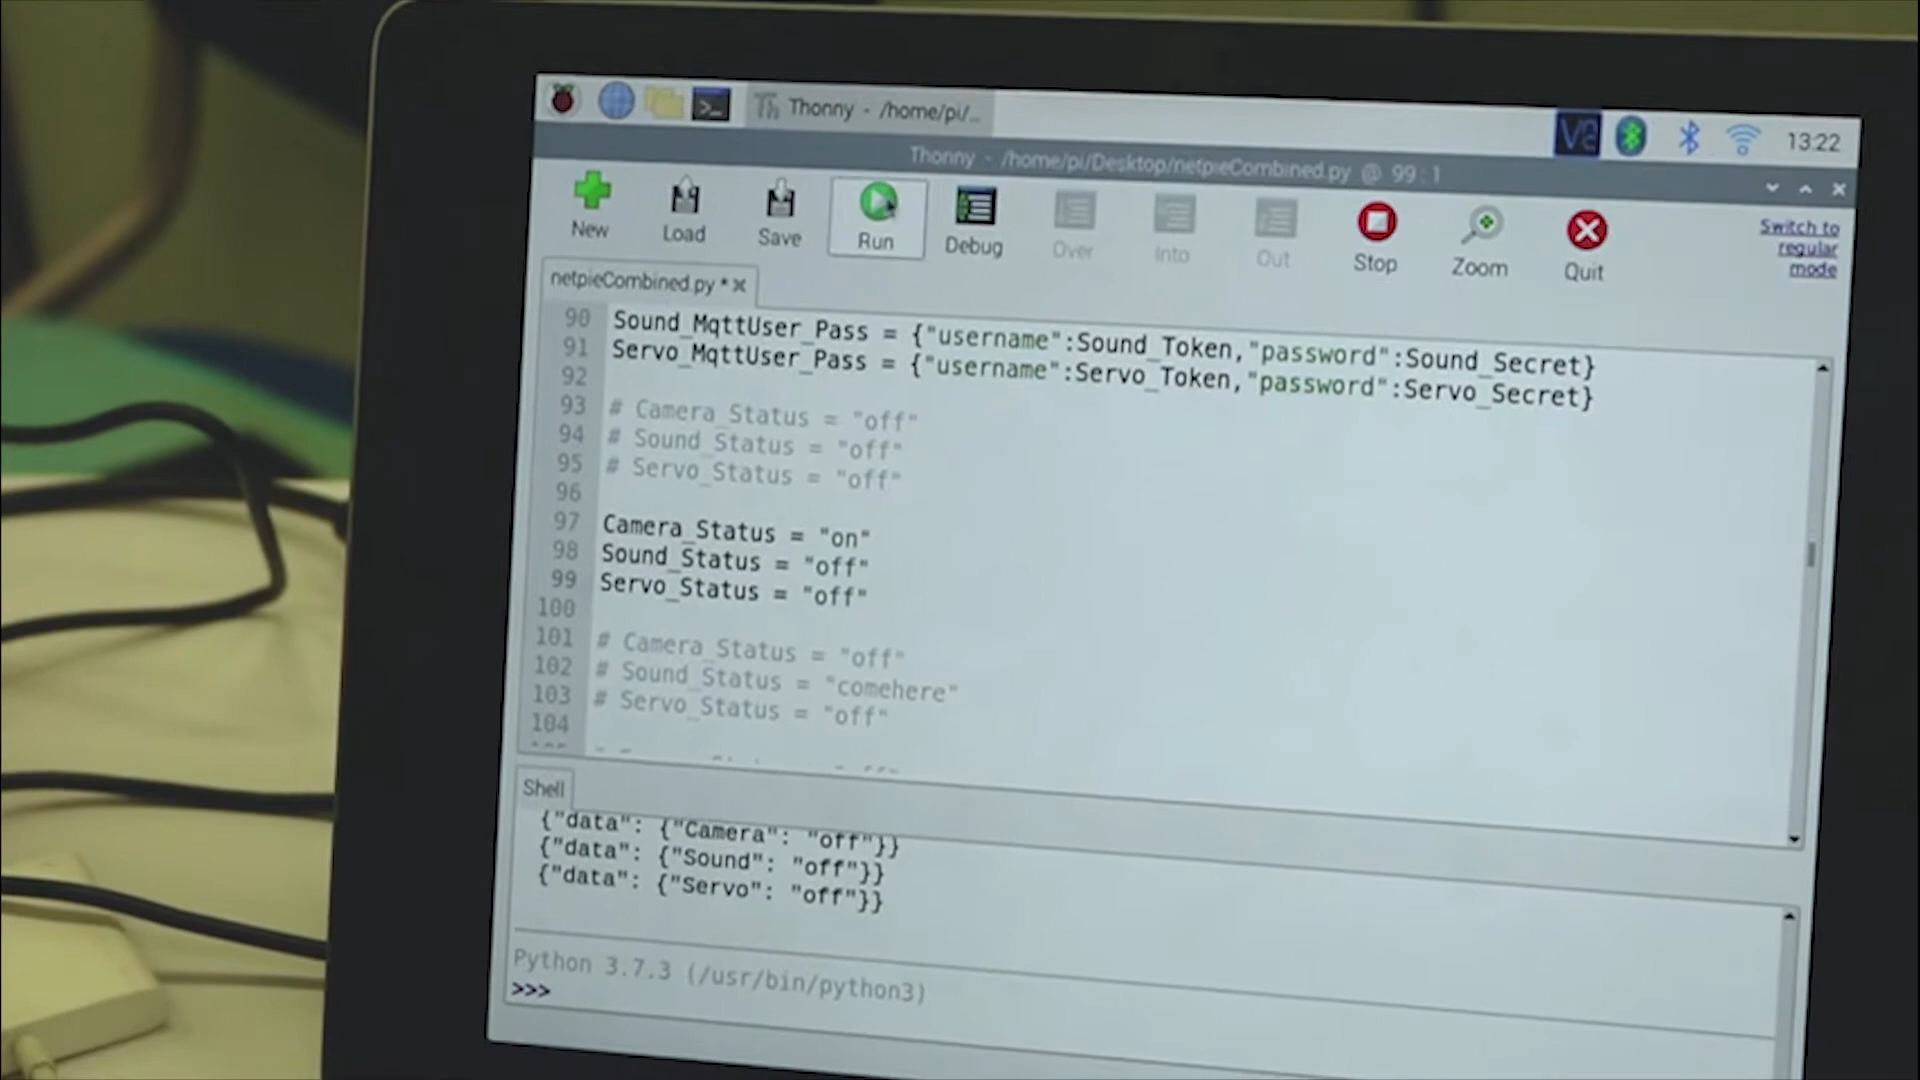 Thonny - /home/pi/...
13:22
Thonny - /home/pi/Desktop/netpieCombined.py @ 99 : 1
New Load Save Run Debug Over Into Out Stop Zoom Quit
Switch to
regular
mode
netpieCombined.py *
90 Sound_MqttUser_Pass = {"username":Sound_Token,"password":Sound_Secret}
91 Servo_MqttUser_Pass = {"username":Servo_Token,"password":Servo_Secret}
92
93 # Camera_Status = "off"
94 # Sound_Status = "off"
95 # Servo_Status = "off"
96
97 Camera_Status = "on"
98 Sound_Status = "off"
99 Servo_Status = "off"
100
101 # Camera_Status = "off"
102 # Sound_Status = "comehere"
103 # Servo_Status = "off"
104
Shell
{"data": {"Camera": "off"}}
{"data": {"Sound": "off"}}
{"data": {"Servo": "off"}}
Python 3.7.3 (/usr/bin/python3)
>>>